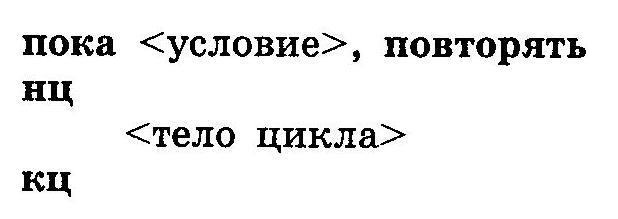 пока <условие>, повторять
нц
<тело цикла>
кц